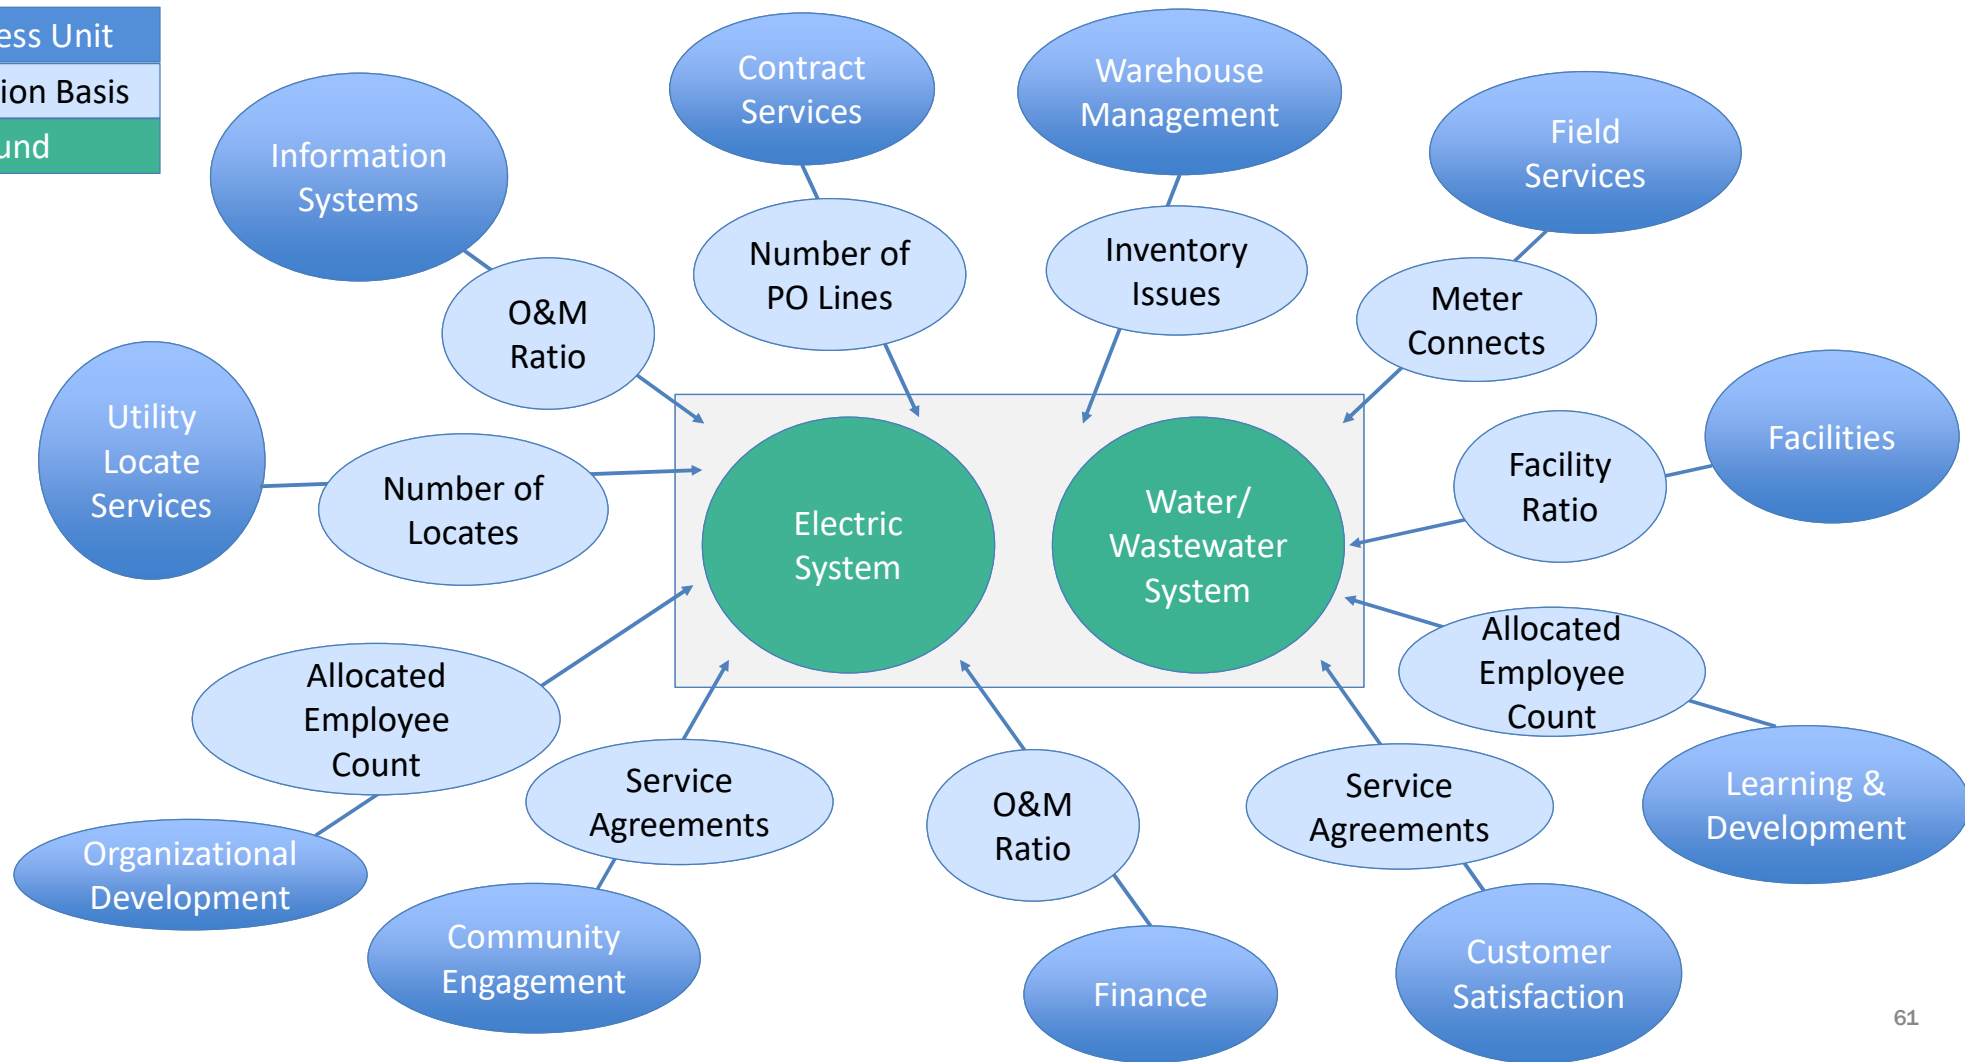 ess Unit
ion Basis
und
Information
Systems
Contract
Services
Warehouse
Management
Field
Services
O&M
Ratio
Number of
PO Lines
Inventory
Issues
Meter
Connects
Utility
Locate
Services
Number of
Locates
Electric
System
Water/
Wastewater
System
Facility
Ratio
Facilities
Allocated
Employee
Count
Organizational
Development
Service
Agreements
Community
Engagement
O&M
Ratio
Finance
Service
Agreements
Customer
Satisfaction
Allocated
Employee
Count
Learning &
Development
61